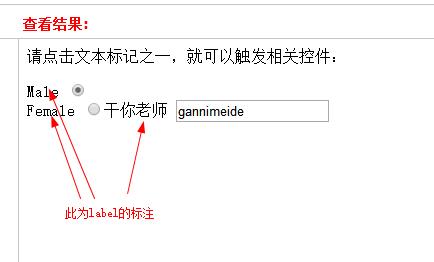 查看结果：
请点击文本标记之一，就可以触发相关控件：
Male
Female 干你老师 gannimeide
此为label的标注